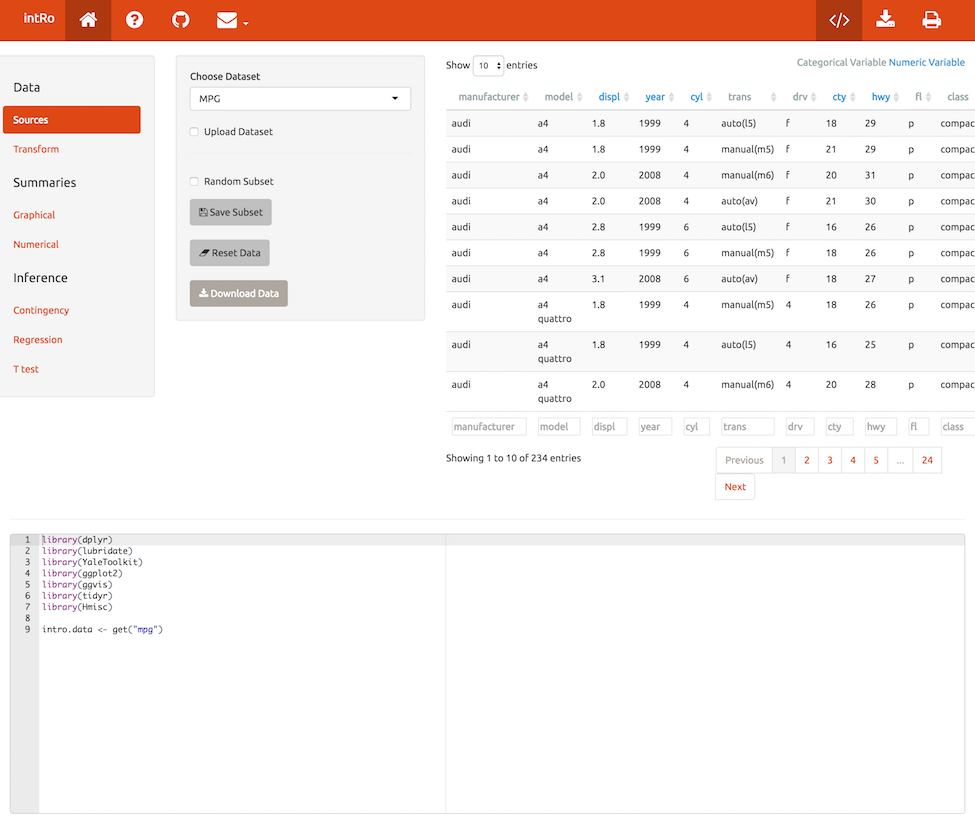 intRo
Data
Sources
Transform
Summaries
Graphical
Numerical
Inference
Contingency
Regression
T test
Choose Dataset
MPG
Upload Dataset
Random Subset
Save Subset
Reset Data
Download Data
Show 10 entries
Categorical Variable Numeric Variable
manufacturer model displ year cyl trans drv cty hwy fl class
audi a4 1.8 1999 4 auto(l5) f 18 29 p compac
audi a4 1.8 1999 4 manual(m5) f 21 29 p compac
audi a4 2.0 2008 4 manual(m6) f 20 31 p compac
audi a4 2.0 2008 4 auto(av) f 21 30 p compac
audi a4 2.8 1999 6 auto(l5) f 16 26 p compac
audi a4 2.8 1999 6 manual(m5) f 18 26 p compac
audi a4 3.1 2008 6 auto(av) f 18 27 p compac
audi a4 1.8 1999 4 manual(m5) 4 18 26 p compac
quattro
audi a4 1.8 1999 4 auto(l5) 4 16 25 p compac
quattro
audi a4 2.0 2008 4 manual(m6) 4 20 28 p compac
quattro
manufacturer model displ year cyl trans drv cty hwy fl class
Showing 1 to 10 of 234 entries
Previous 1 2 3 4 5 ... 24
Next
1 library(dplyr)
2 library(lubridate)
3 library(YaleToolkit)
4 library(ggplot2)
5 library(ggvis)
6 library(tidyr)
7 library(Hmisc)
8
9 intro.data <- get("mpg")